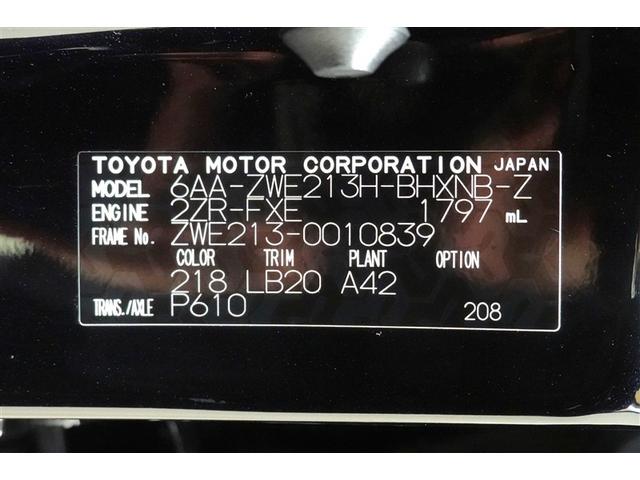 TOYOTA MOTOR CORPORATION JAPAN
MODEL 6AA-ZWE213H-BHXNB-Z
ENGINE 2ZR-FXE 1797 mL
FRAME No. ZWE213-0010839
COLOR TRIM PLANT OPTION
218 LB20 A42
TRANS./AXLE P610 208